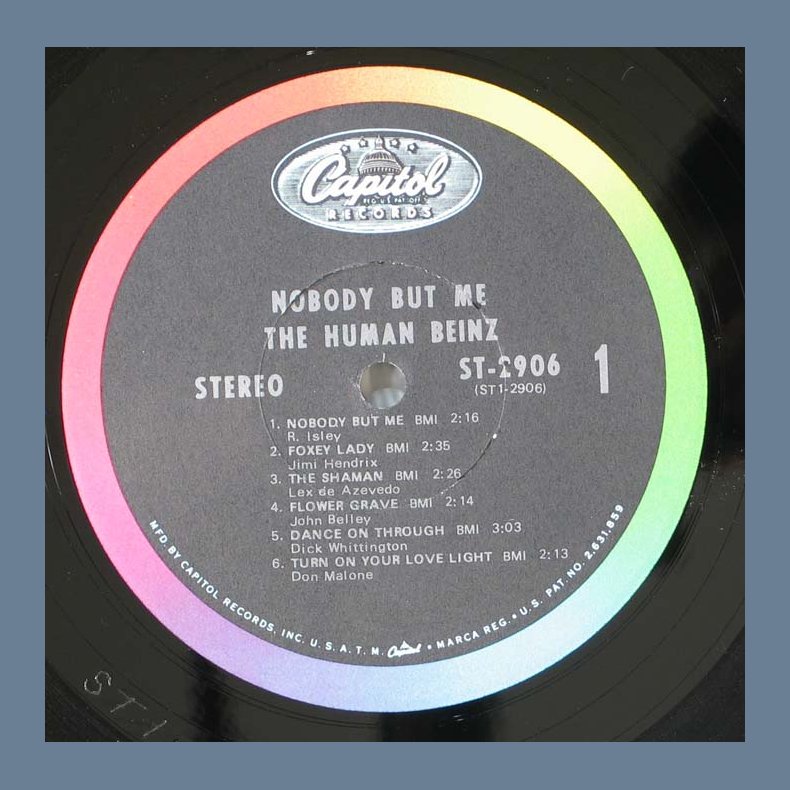 Capitol
REG. U.S. PAT. OFF.
RECORDS
NOBODY BUT ME
THE HUMAN BEINZ
STEREO
ST-2906
(ST1-2906)
1
1. NOBODY BUT ME BMI 2:16
R. Isley
2. FOXEY LADY BMI 2:35
Jimi Hendrix
3. THE SHAMAN BMI 2:26
Lex de Azevedo
4. FLOWER GRAVE BMI 2:14
John Belley
5. DANCE ON THROUGH BMI 3:03
Dick Whittington
6. TURN ON YOUR LOVE LIGHT BMI 2:13
Don Malone
MFD. BY CAPITOL RECORDS, INC. U. S. A. T. M. Capitol • MARCA REG. • U.S. PAT. NO. 2,631,859
ST1